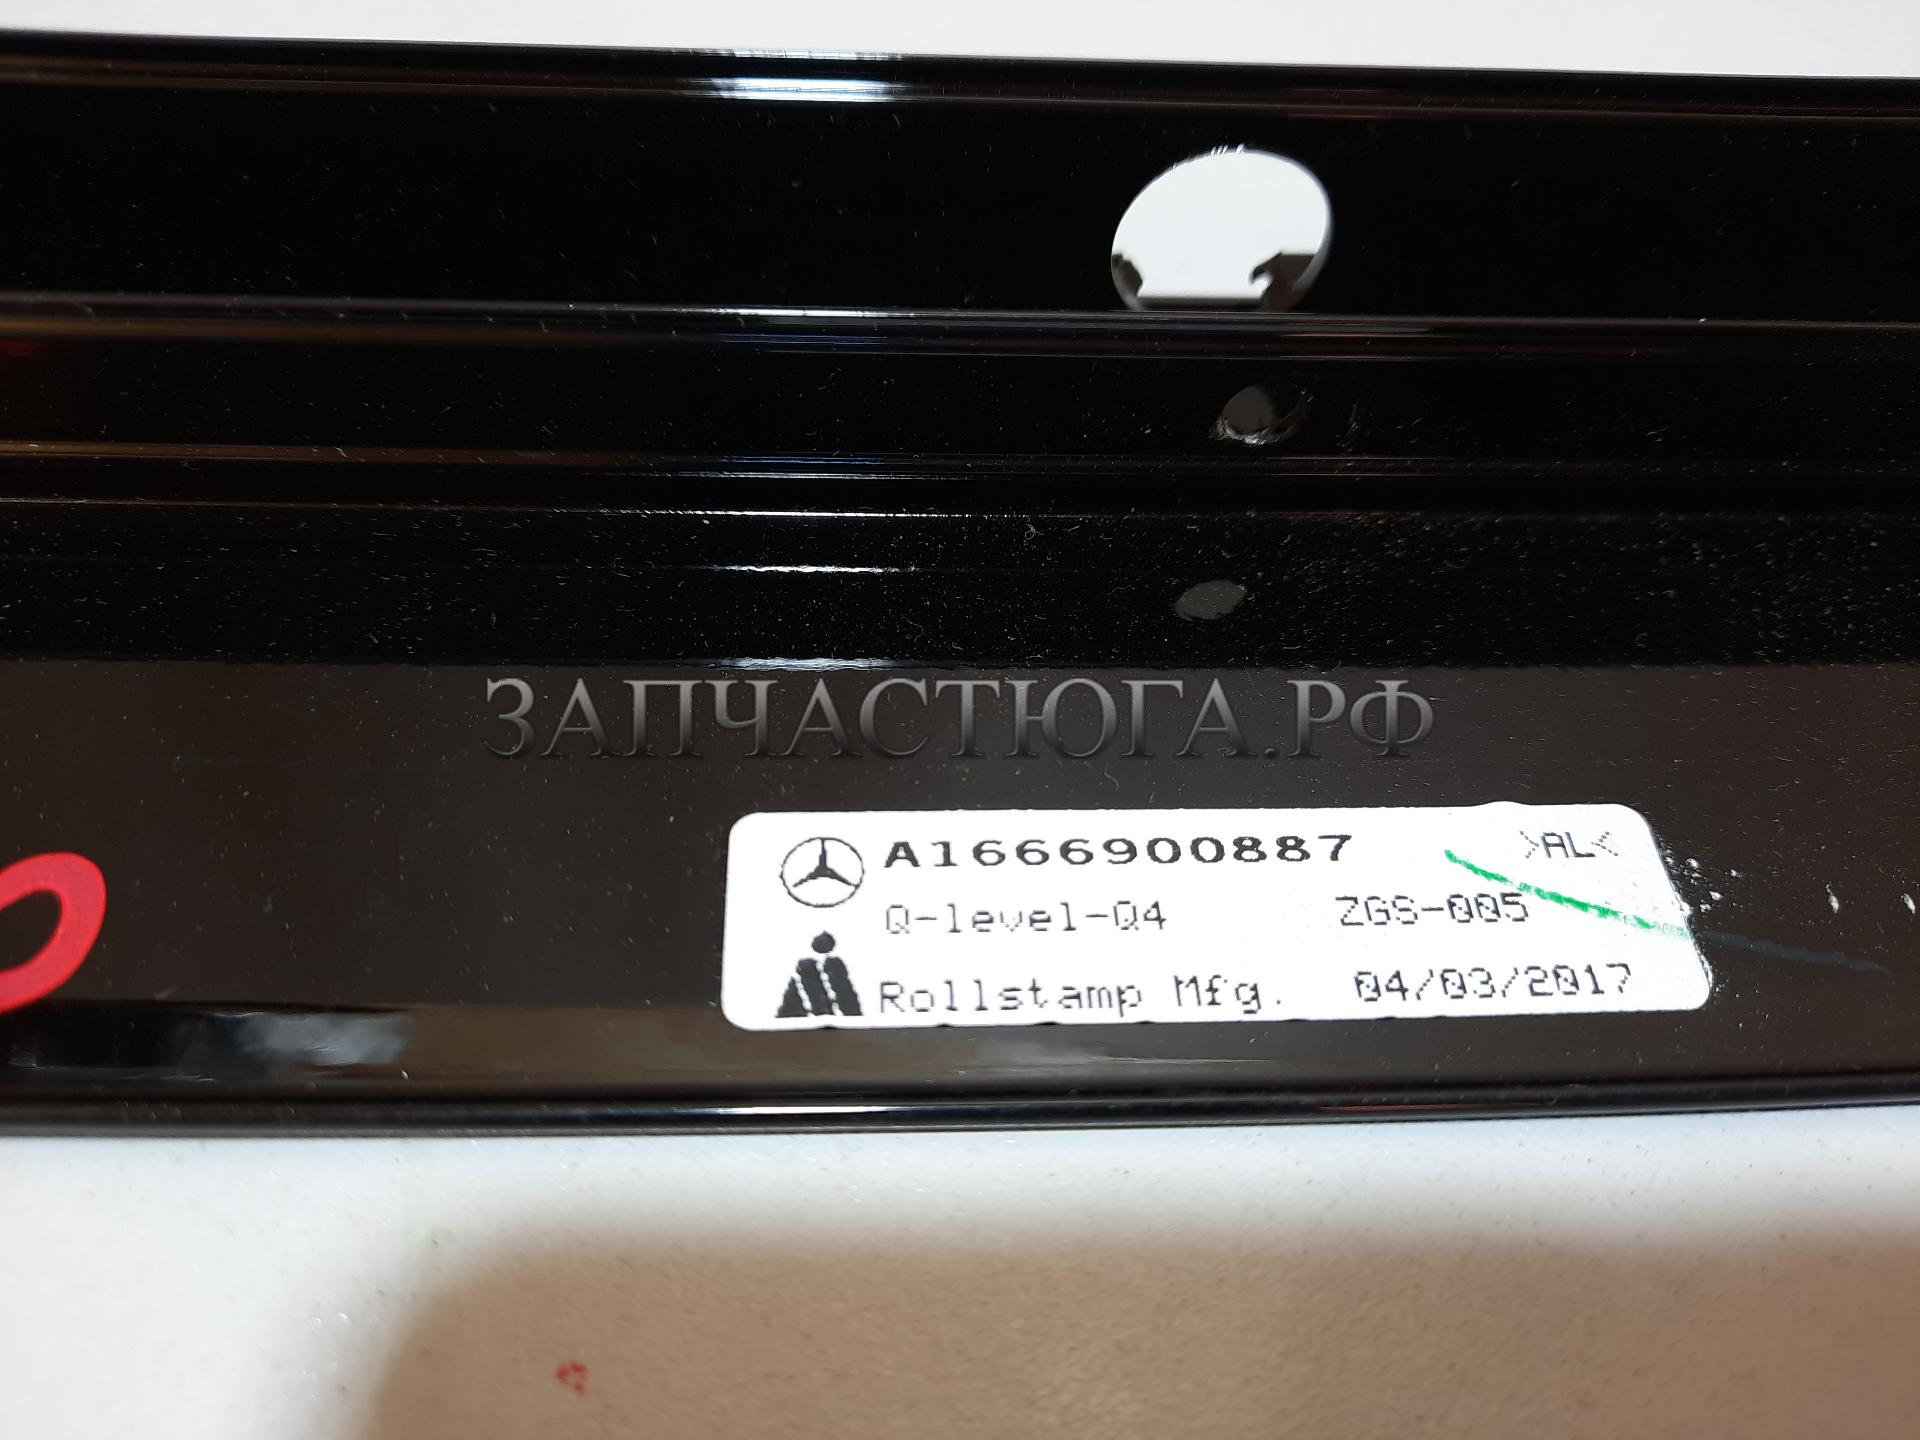 ЗАПЧАСТЮГА.РФ
A1666900887 >AL<
Q-level-Q4 ZGS-005
Rollstamp Mfg. 04/03/2017